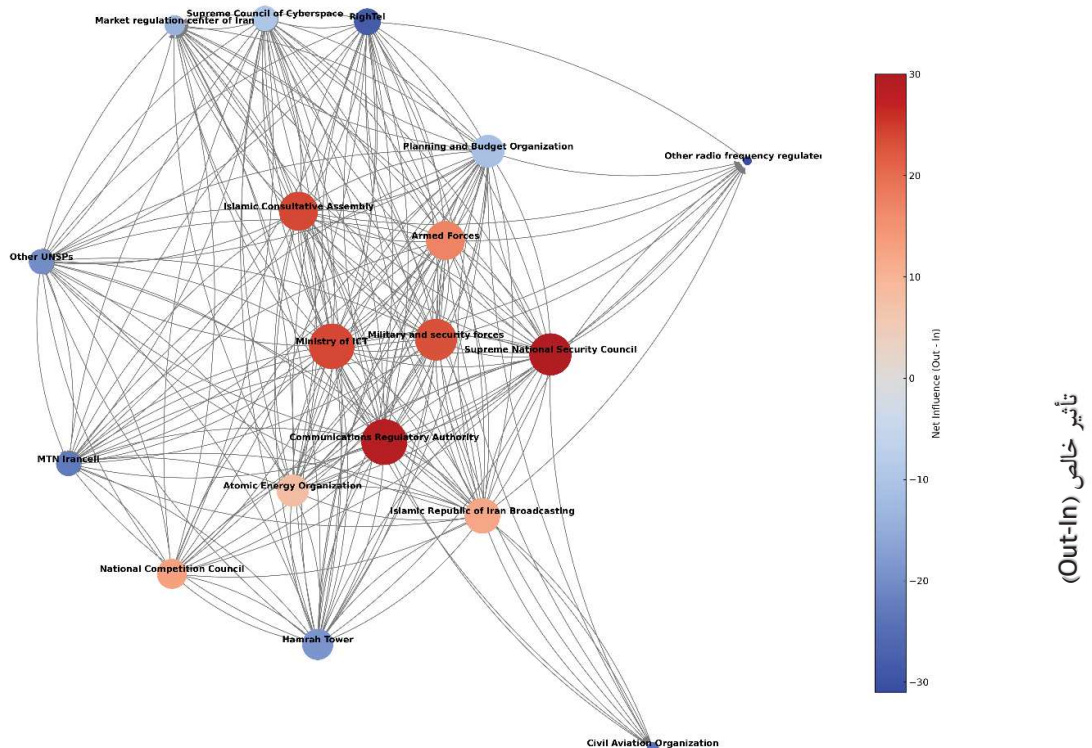 Market regulation center of Iran
Supreme Council of Cyberspace
RighTel
Planning and Budget Organization
Other radio frequency regulater
Islamic Consultative Assembly
Armed Forces
Other UNSPs
Ministry of ICT
Military and security forces
Supreme National Security Council
Communications Regulatory Authority
MTN Irancell
Atomic Energy Organization
Islamic Republic of Iran Broadcasting
National Competition Council
Hamrah Tower
Civil Aviation Organization
30
20
10
0
−10
−20
−30
Net Influence (Out - In)
تأثير خالص (Out-In)